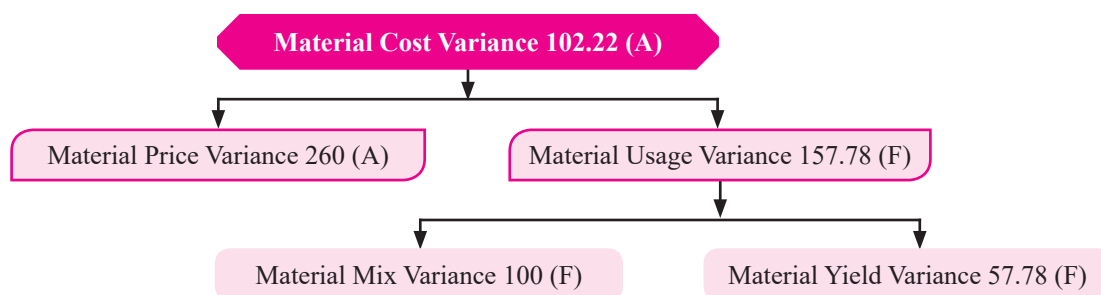 Material Cost Variance 102.22 (A)
Material Price Variance 260 (A)
Material Usage Variance 157.78 (F)
Material Mix Variance 100 (F)
Material Yield Variance 57.78 (F)